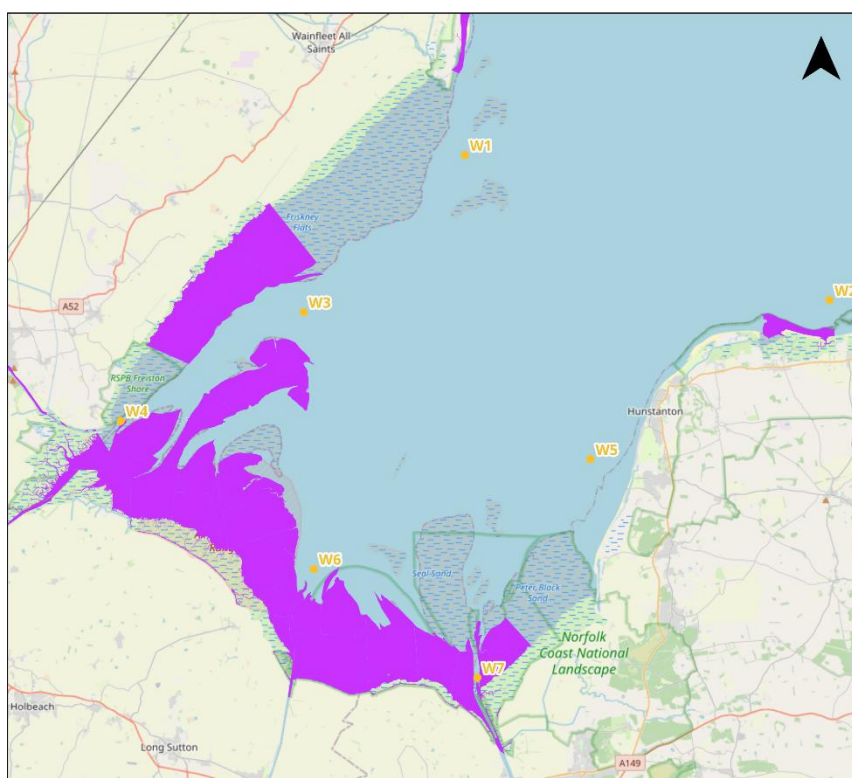 Wainfleet All
Saints
W1
Friskney
Flats
W2
A52
W3
RSPB Freiston
Shore
W4
Hunstanton
W5
W6
Seal Sand
Peter Black
Sand
Norfolk
Coast National
Landscape
W7
Holbeach
Long Sutton
A149